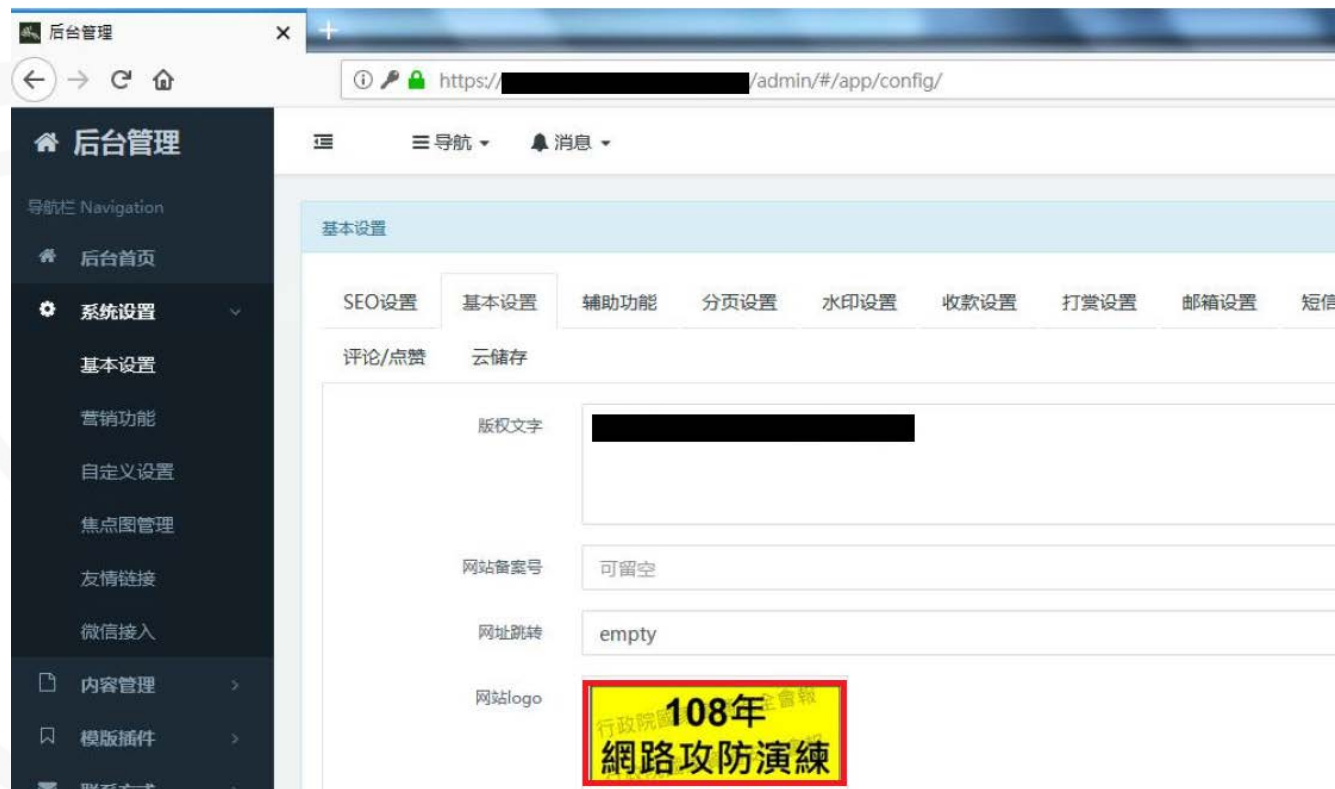 后台管理
https:// /admin/#/app/config/
后台管理
导航 消息
导航栏 Navigation
基本设置
后台首页
系统设置
SEO设置 基本设置 辅助功能 分页设置 水印设置 收款设置 打赏设置 邮箱设置 短信
基本设置
评论/点赞 云储存
营销功能
版权文字
自定义设置
焦点图管理
网站备案号 可留空
友情链接
微信接入
网址跳转 empty
内容管理
网站logo
108年
網路攻防演練
模版插件